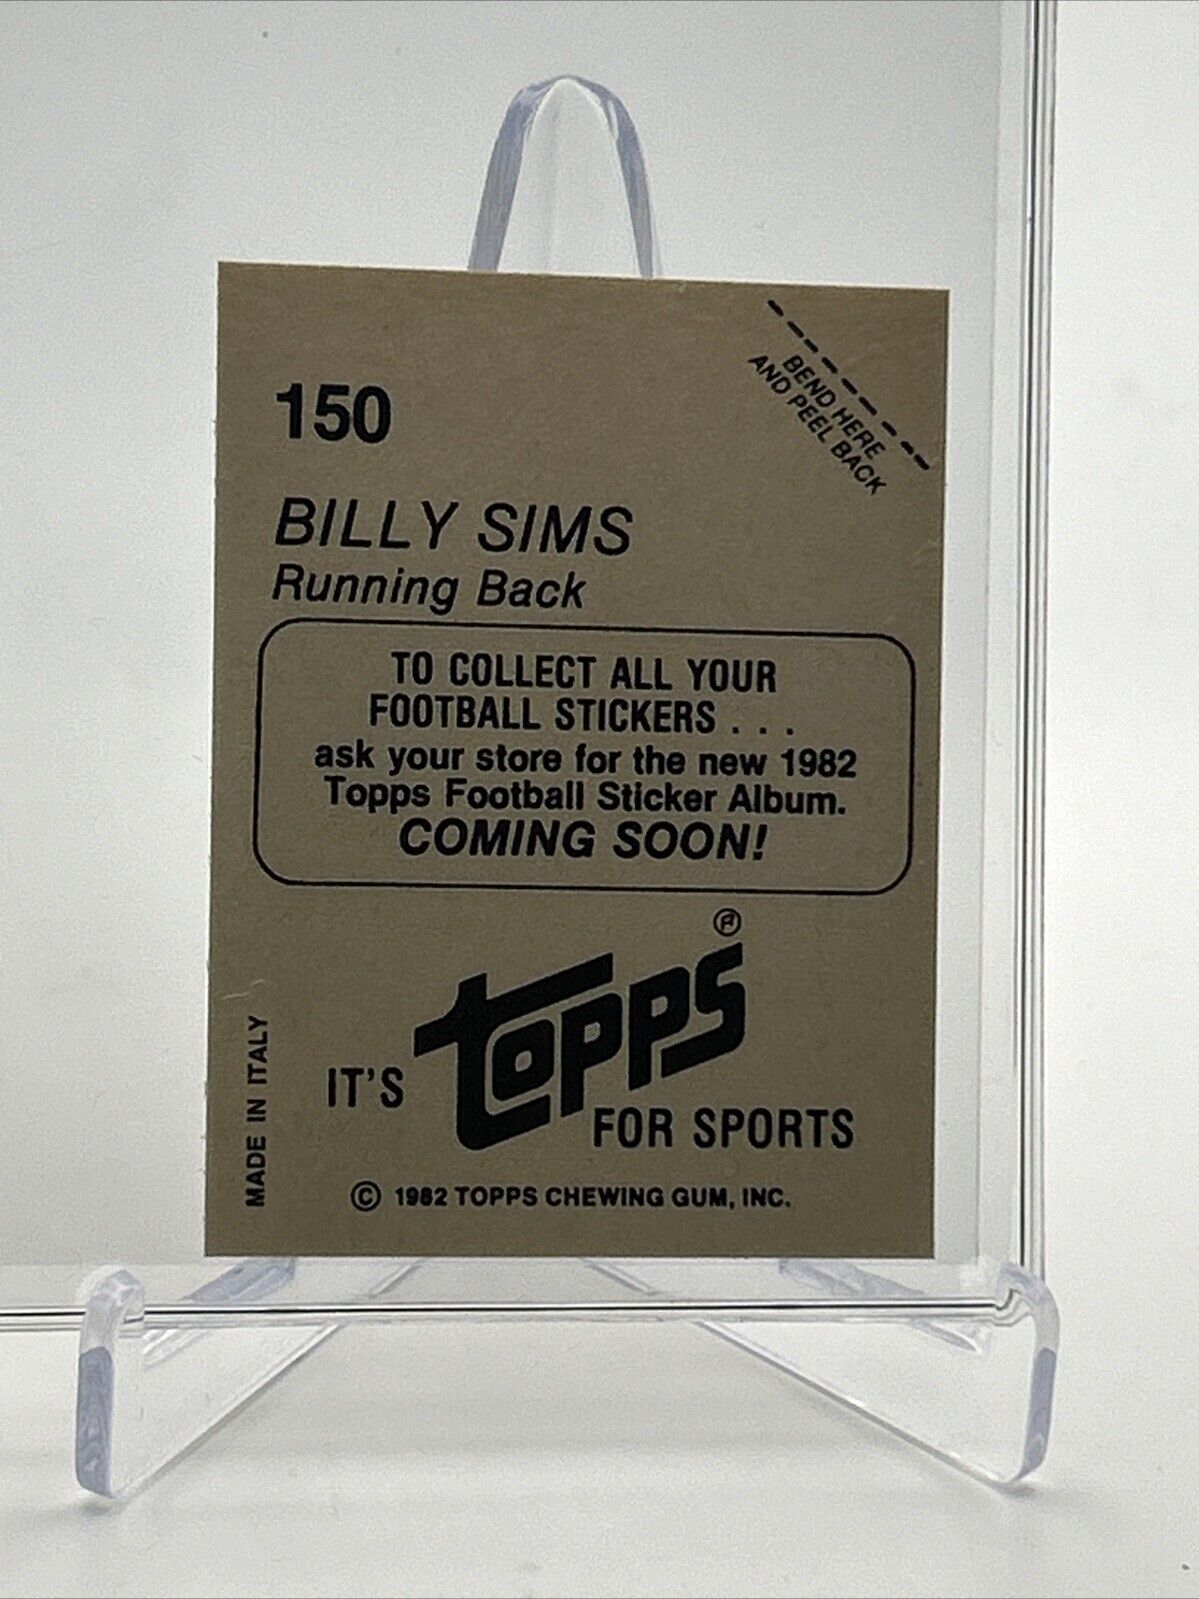 BEND HERE
AND PEEL BACK
150
BILLY SIMS
Running Back
TO COLLECT ALL YOUR
FOOTBALL STICKERS . . .
ask your store for the new 1982
Topps Football Sticker Album.
COMING SOON!
IT'S topps® FOR SPORTS
MADE IN ITALY
© 1982 TOPPS CHEWING GUM, INC.